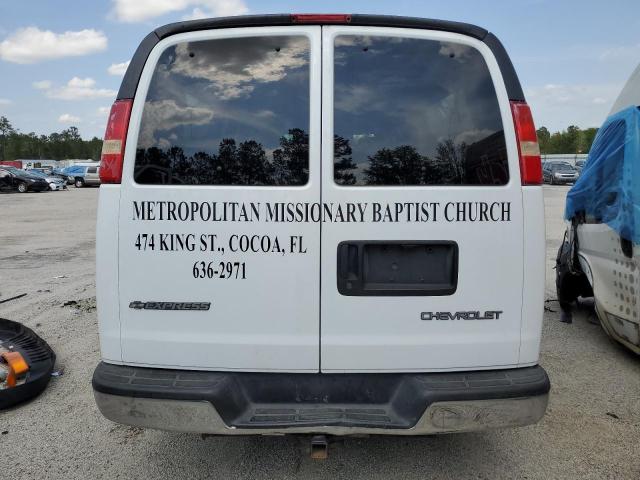 METROPOLITAN MISSIONARY BAPTIST CHURCH
474 KING ST., COCOA, FL
636-2971
EXPRESS
CHEVROLET